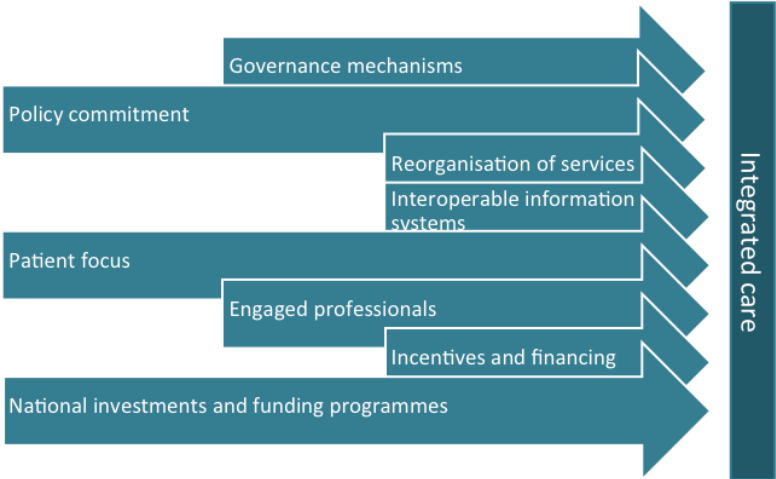 Governance mechanisms
Policy commitment
Reorganisation of services
Interoperable information
systems
Patient focus
Engaged professionals
Incentives and financing
National investments and funding programmes
Integrated care